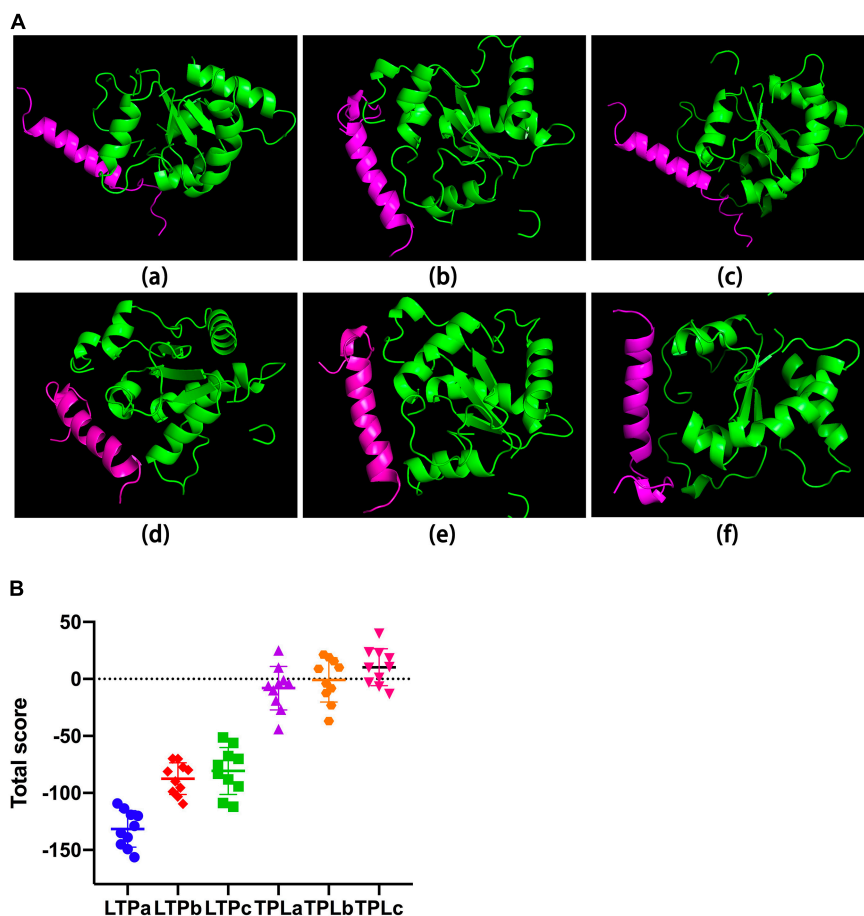 A
(a) (b) (c)
(d) (e) (f)
B
50
0
-50
-100
-150
Total score
LTPa LTPb LTPc TPLa TPLb TPLc